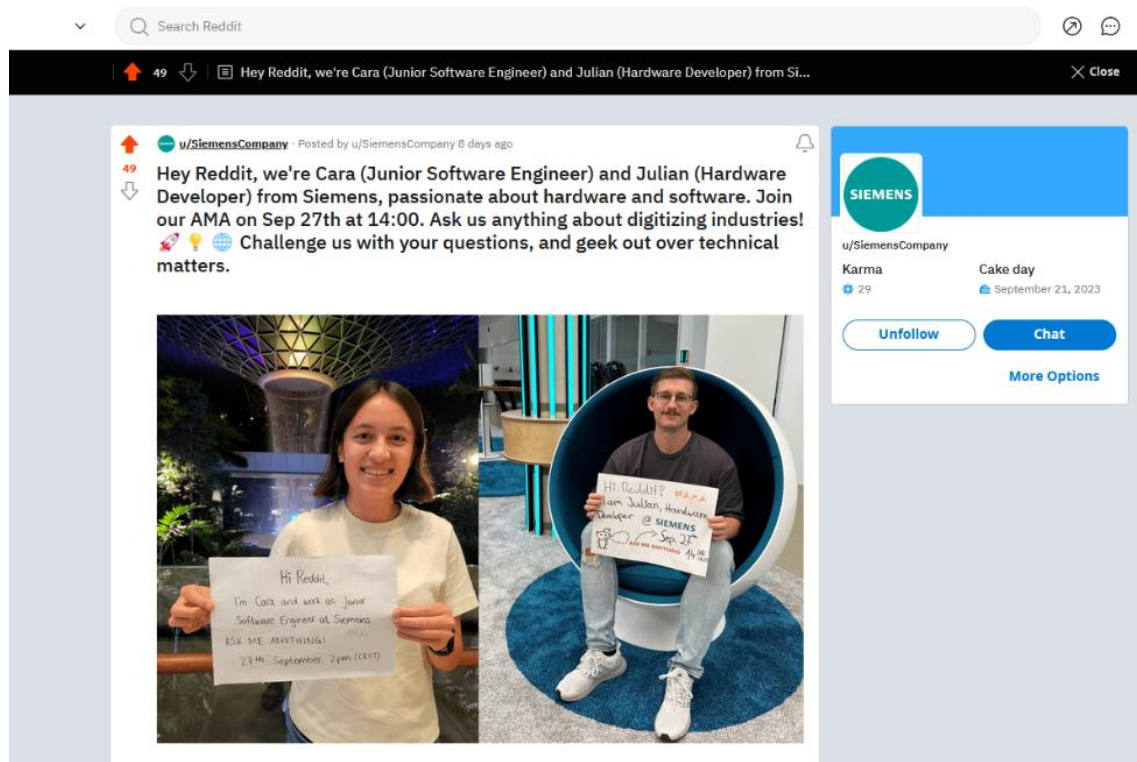 Search Reddit
49
Hey Reddit, we're Cara (Junior Software Engineer) and Julian (Hardware Developer) from Si...
Close
u/SiemensCompany · Posted by u/SiemensCompany 8 days ago
49
Hey Reddit, we're Cara (Junior Software Engineer) and Julian (Hardware
Developer) from Siemens, passionate about hardware and software. Join
our AMA on Sep 27th at 14:00. Ask us anything about digitizing industries!
🚀 💡 🌐 Challenge us with your questions, and geek out over technical
matters.
Hi Reddit,
I'm Cara and work as junior
Software Engineer at Siemens
ASK ME ANYTHING!
27th September, 2pm (CEST)
Hi Reddit!
I am Julian, Hardware
Developer @ SIEMENS
Sep. 27th
ASK ME ANYTHING 14
SIEMENS
u/SiemensCompany
Karma
Cake day
29
September 21, 2023
Unfollow
Chat
More Options